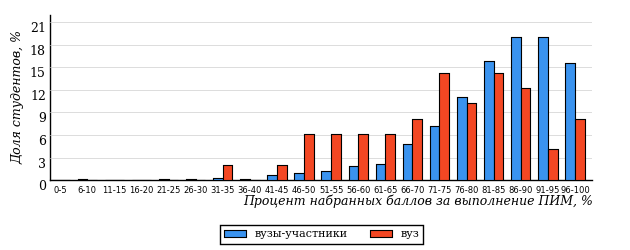 Доля студентов, %
21
18
15
12
9
6
3
0
0-5 6-10 11-15 16-20 21-25 26-30 31-35 36-40 41-45 46-50 51-55 56-60 61-65 66-70 71-75 76-80 81-85 86-90 91-95 96-100
Процент набранных баллов за выполнение ПИМ, %
вузы-участники вуз